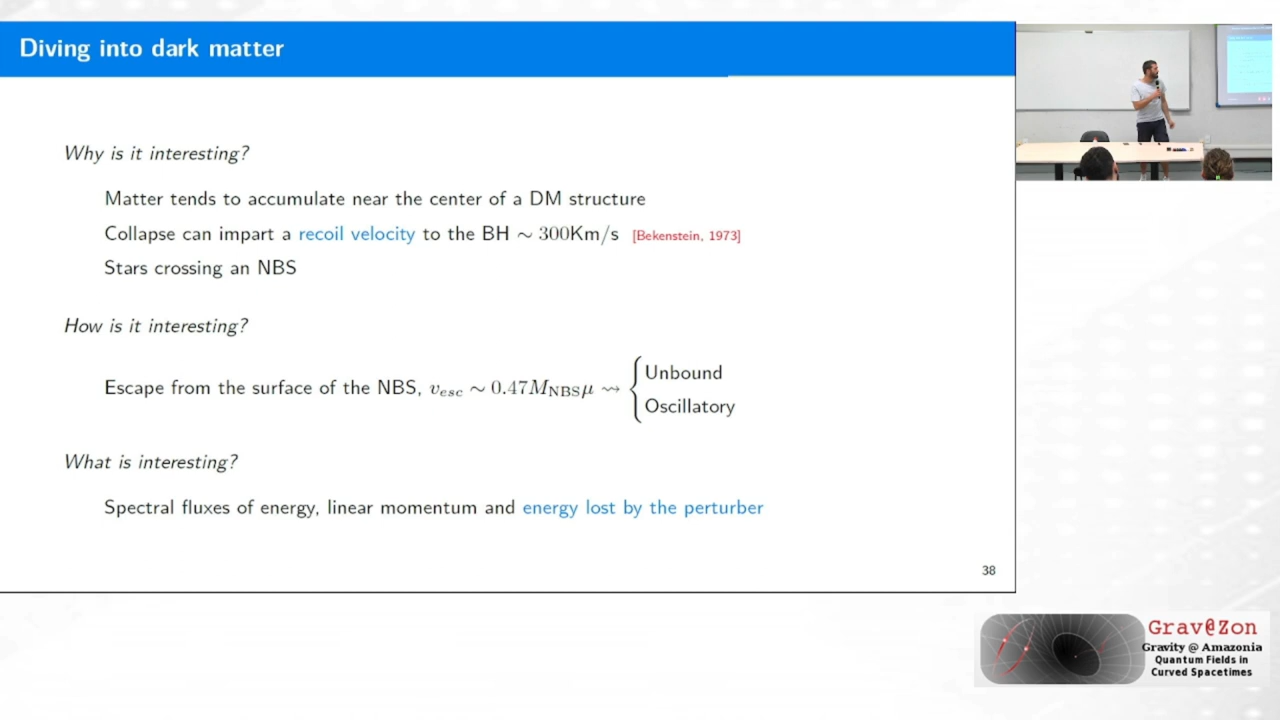 Diving into dark matter
Why is it interesting?
Matter tends to accumulate near the center of a DM structure
Collapse can impart a recoil velocity to the BH ∼ 300Km/s [Bekenstein, 1973]
Stars crossing an NBS
How is it interesting?
Escape from the surface of the NBS, v_esc ∼ 0.47M_NBS μ ⇝ { Unbound
Oscillatory
What is interesting?
Spectral fluxes of energy, linear momentum and energy lost by the perturber
38
Grav@Zon
Gravity @ Amazonia
Quantum Fields in
Curved Spacetimes